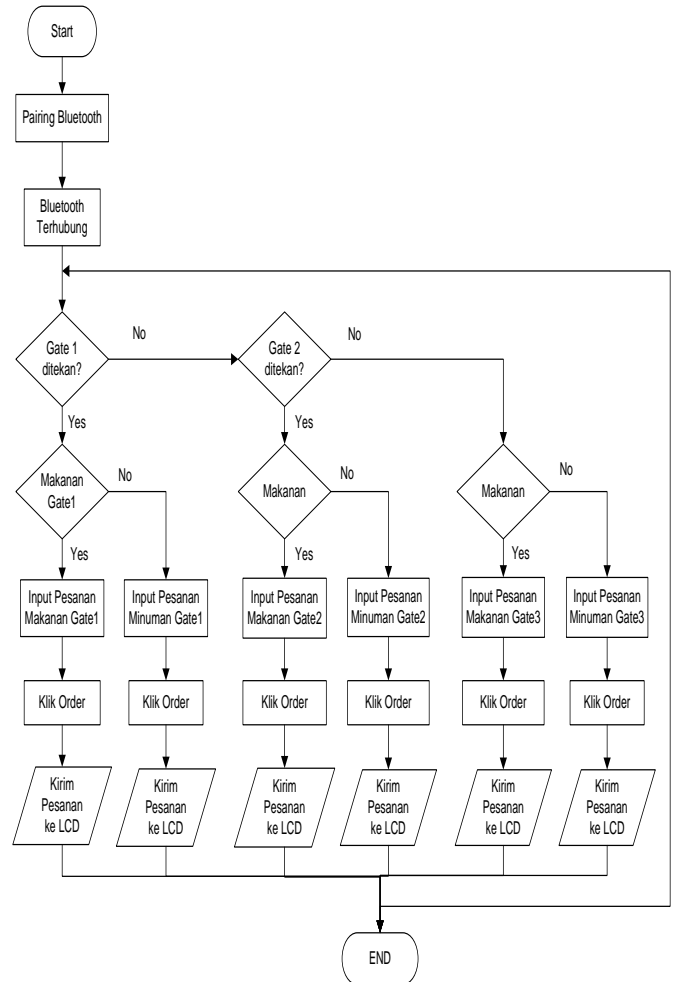 Start
Pairing Bluetooth
Bluetooth
Terhubung
Gate 1
ditekan?
No
Gate 2
ditekan?
No
Yes
Yes
Makanan
Gate1
No
Makanan
No
Makanan
No
Yes
Yes
Yes
Input Pesanan
Makanan Gate1
Input Pesanan
Minuman Gate1
Input Pesanan
Makanan Gate2
Input Pesanan
Minuman Gate2
Input Pesanan
Makanan Gate3
Input Pesanan
Minuman Gate3
Klik Order
Klik Order
Klik Order
Klik Order
Klik Order
Klik Order
Kirim
Pesanan
ke LCD
Kirim
Pesanan
ke LCD
Kirim
Pesanan
ke LCD
Kirim
Pesanan
ke LCD
Kirim
Pesanan
ke LCD
Kirim
Pesanan
ke LCD
END